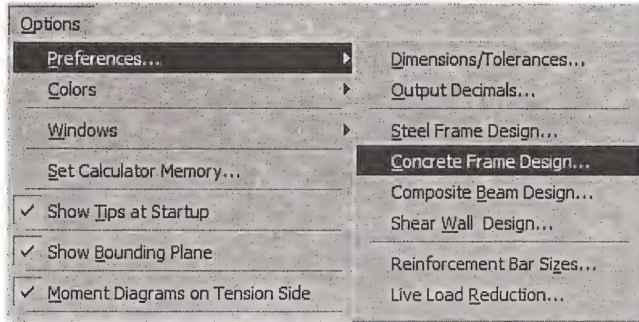 Options
Preferences...
Colors
Windows
Set Calculator Memory...
Show Tips at Startup
Show Bounding Plane
Moment Diagrams on Tension Side
Dimensions/Tolerances...
Output Decimals...
Steel Frame Design...
Concrete Frame Design...
Composite Beam Design...
Shear Wall Design...
Reinforcement Bar Sizes...
Live Load Reduction...